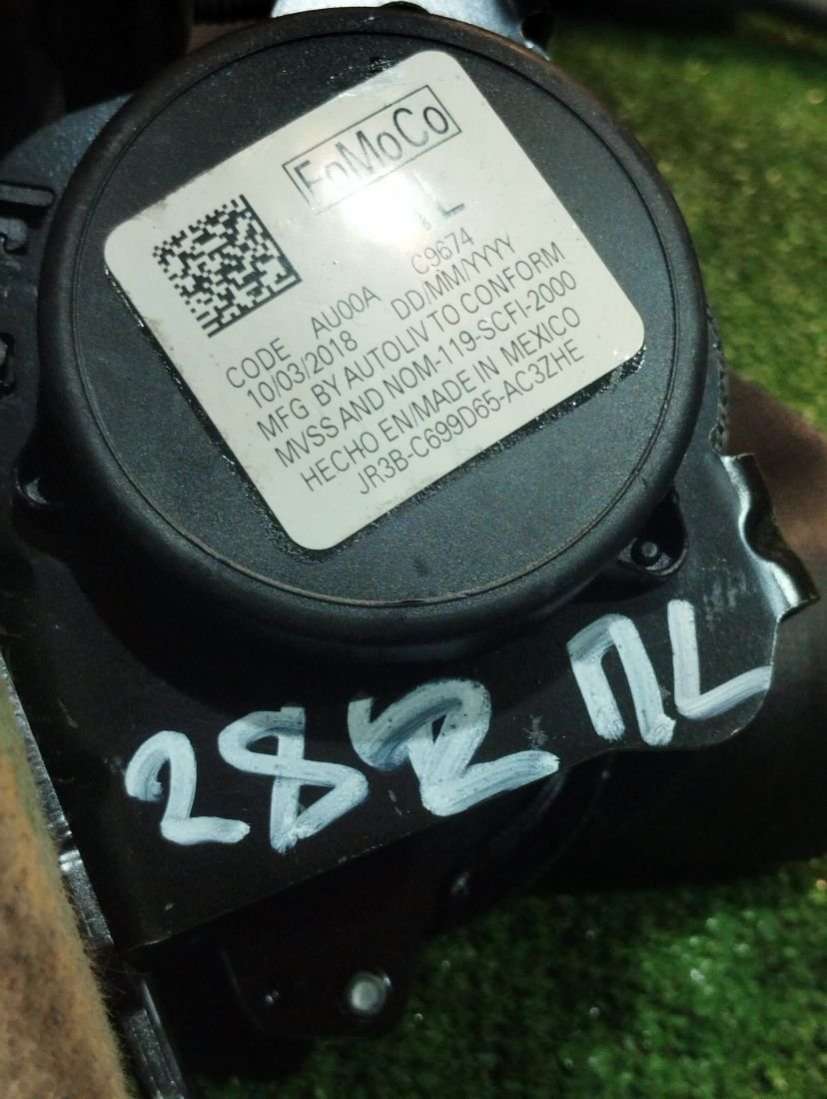 FoMoCo
CODE AU00A C9674
10/03/2018 DD/MM/YYYY
MFG BY AUTOLIV TO CONFORM
MVSS AND NOM-119-SCFI-2000
HECHO EN/MADE IN MEXICO
JR3B-C699D65-AC3ZHE
282 ПL